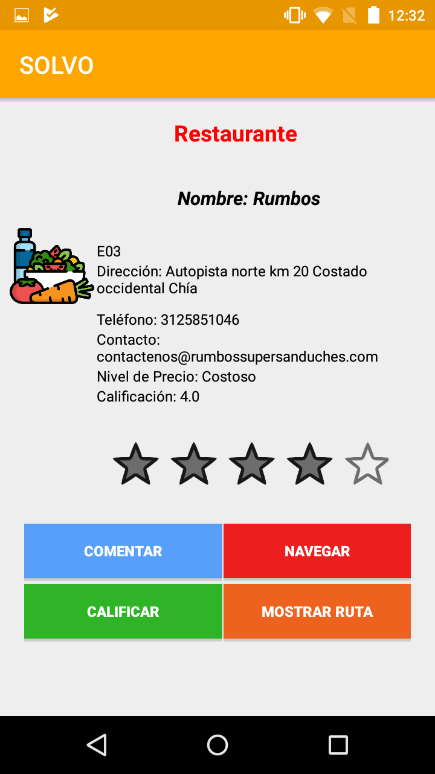 12:32
SOLVO
Restaurante
Nombre: Rumbos
E03
Dirección: Autopista norte km 20 Costado
occidental Chía
Teléfono: 3125851046
Contacto:
contactenos@rumbossupersanduches.com
Nivel de Precio: Costoso
Calificación: 4.0
COMENTAR
NAVEGAR
CALIFICAR
MOSTRAR RUTA